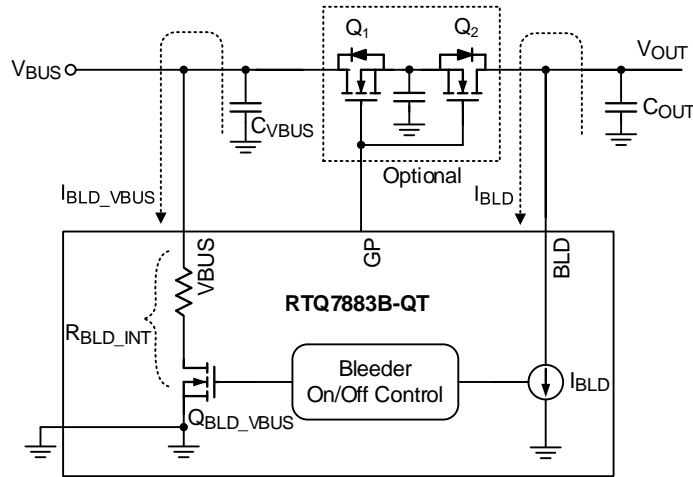 Q1
Q2
VBUS
VOUT
CVBUS
COUT
Optional
IBLD_VBUS
IBLD
VBUS
GP
BLD
RTQ7883B-QT
RBLD_INT
Bleeder
On/Off Control
IBLD
QBLD_VBUS